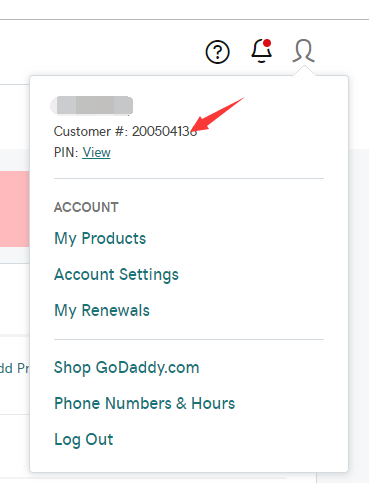 Customer #: 200504136
PIN: View
ACCOUNT
My Products
Account Settings
My Renewals
dd Pr
Shop GoDaddy.com
Phone Numbers & Hours
Log Out